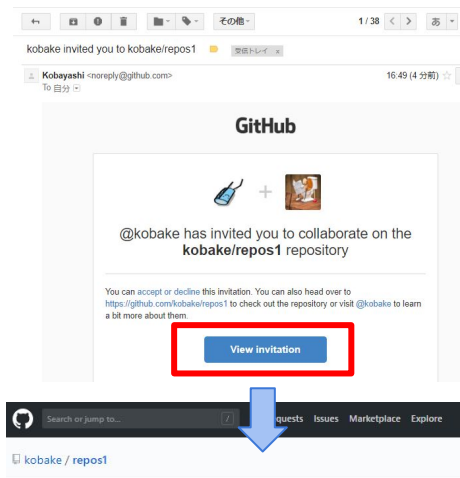 その他
1 / 38
あ
kobake invited you to kobake/repos1
受信トレイ x
Kobayashi <noreply@github.com>
16:49 (4 分前)
To 自分
GitHub
@kobake has invited you to collaborate on the
kobake/repos1 repository
You can accept or decline this invitation. You can also head over to
https://github.com/kobake/repos1 to check out the repository or visit @kobake to learn
a bit more about them.
View invitation
Search or jump to...
/
quests Issues Marketplace Explore
kobake / repos1